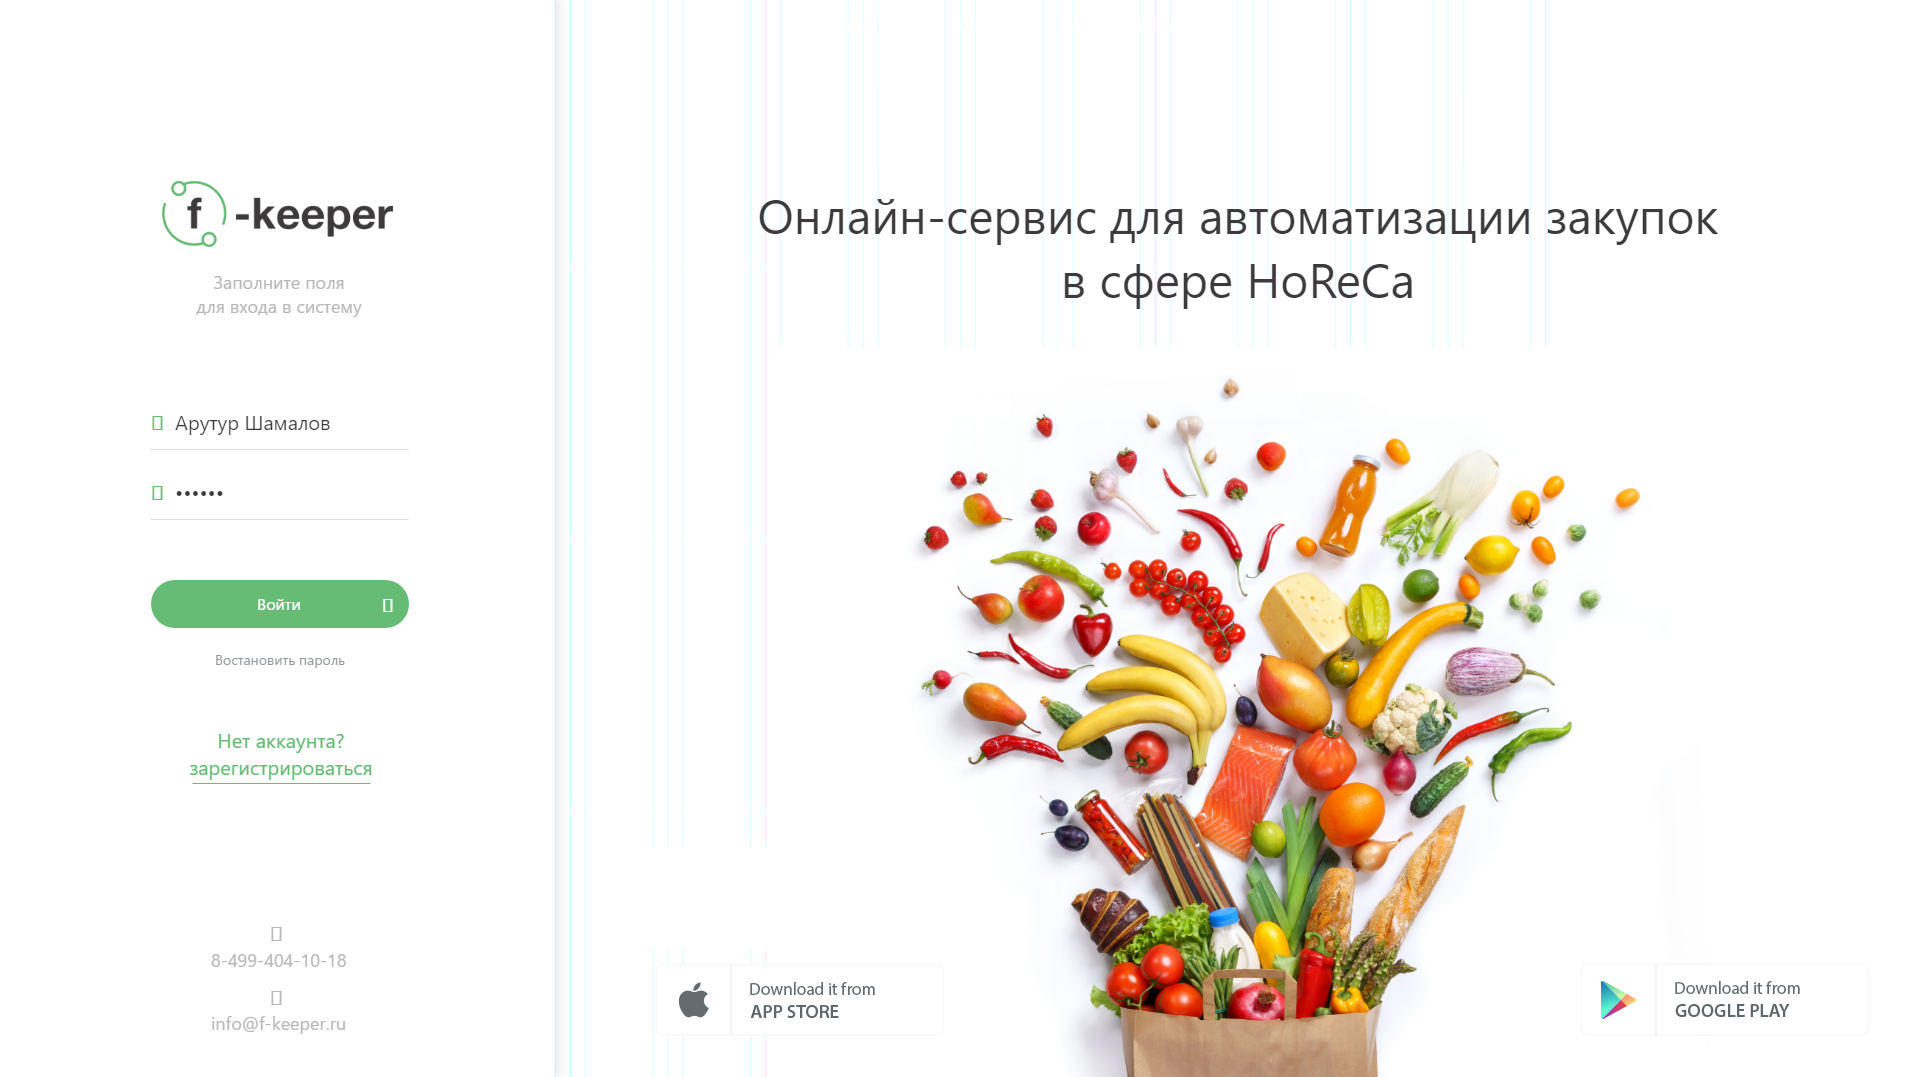 f-keeper
Заполните поля
для входа в систему
Арутур Шамалов
••••••
Войти
Востановить пароль
Нет аккаунта?
зарегистрироваться
8-499-404-10-18
info@f-keeper.ru
Онлайн-сервис для автоматизации закупок
в сфере HoReCa
Download it from
APP STORE
Download it from
GOOGLE PLAY